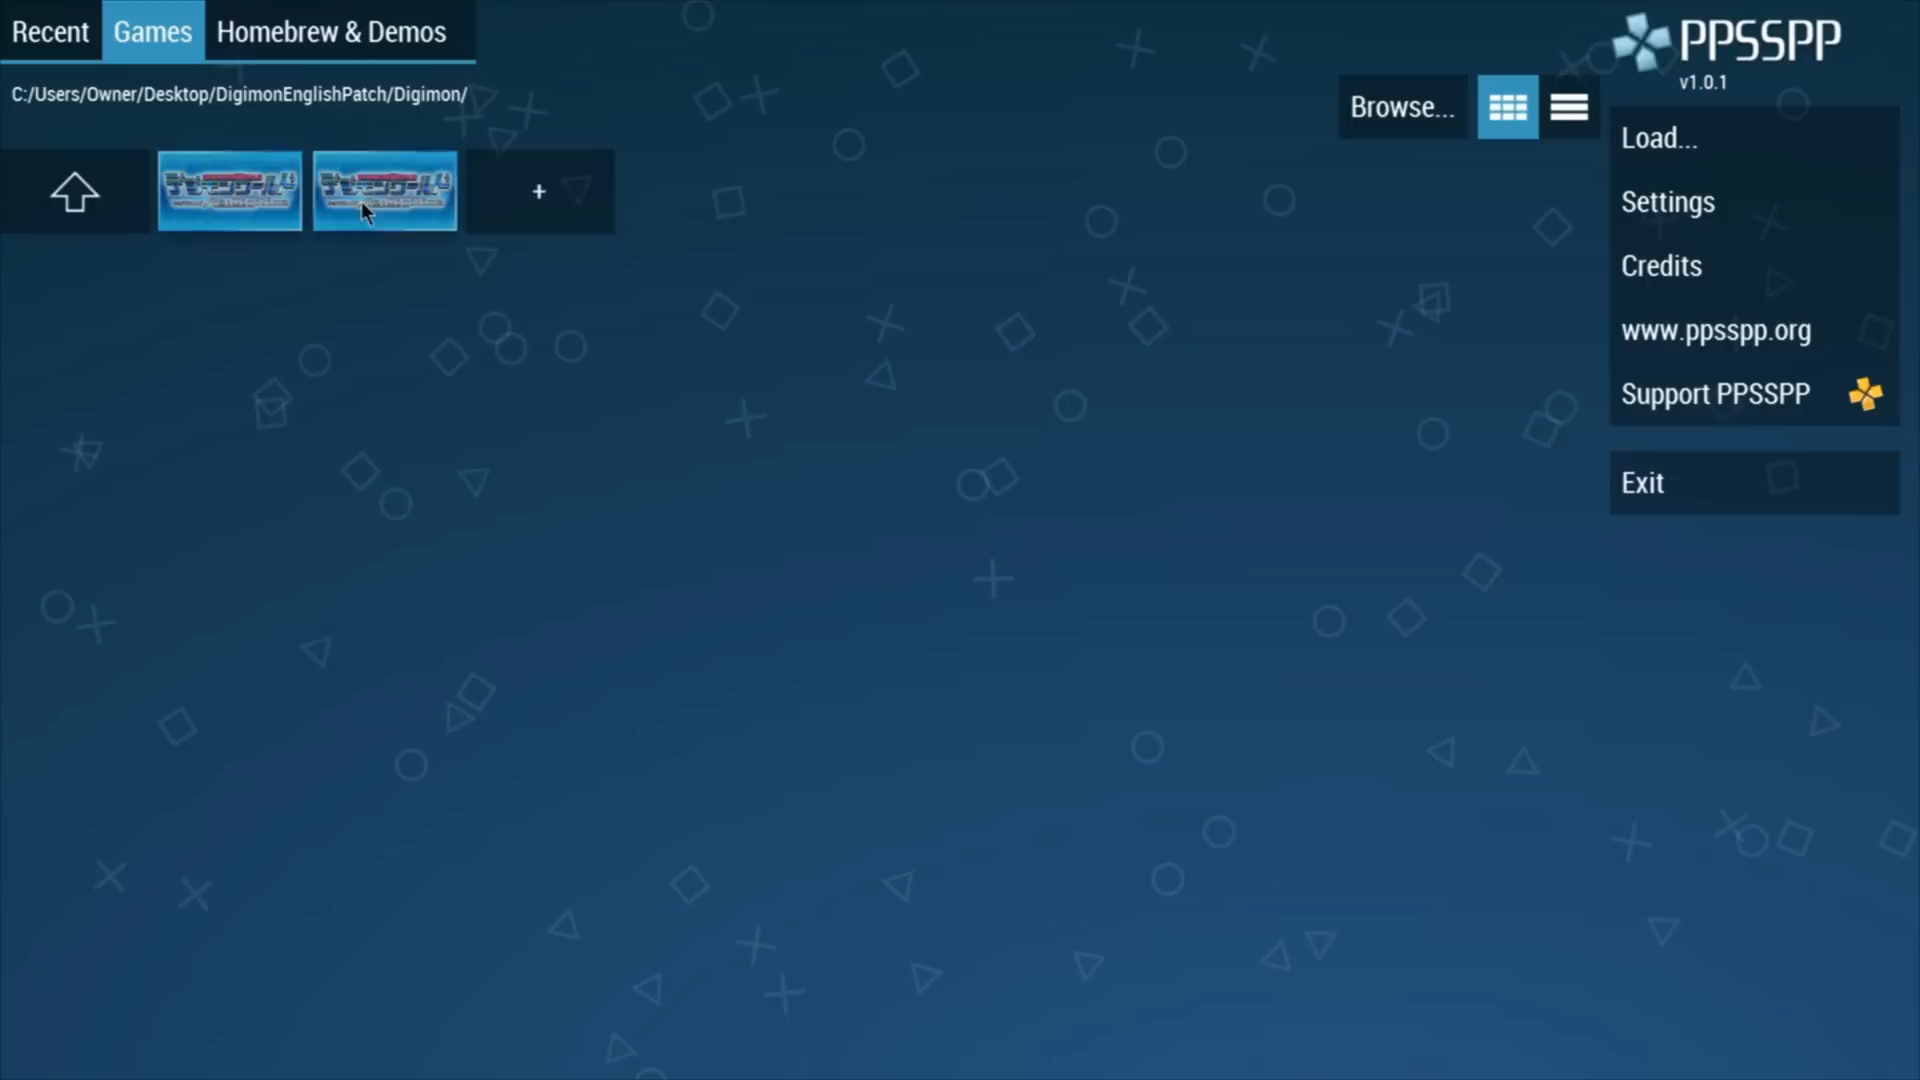 Recent Games Homebrew & Demos
C:/Users/Owner/Desktop/DigimonEnglishPatch/Digimon/
+
PPSSPP
v1.0.1
Browse...
Load...
Settings
Credits
www.ppsspp.org
Support PPSSPP
Exit